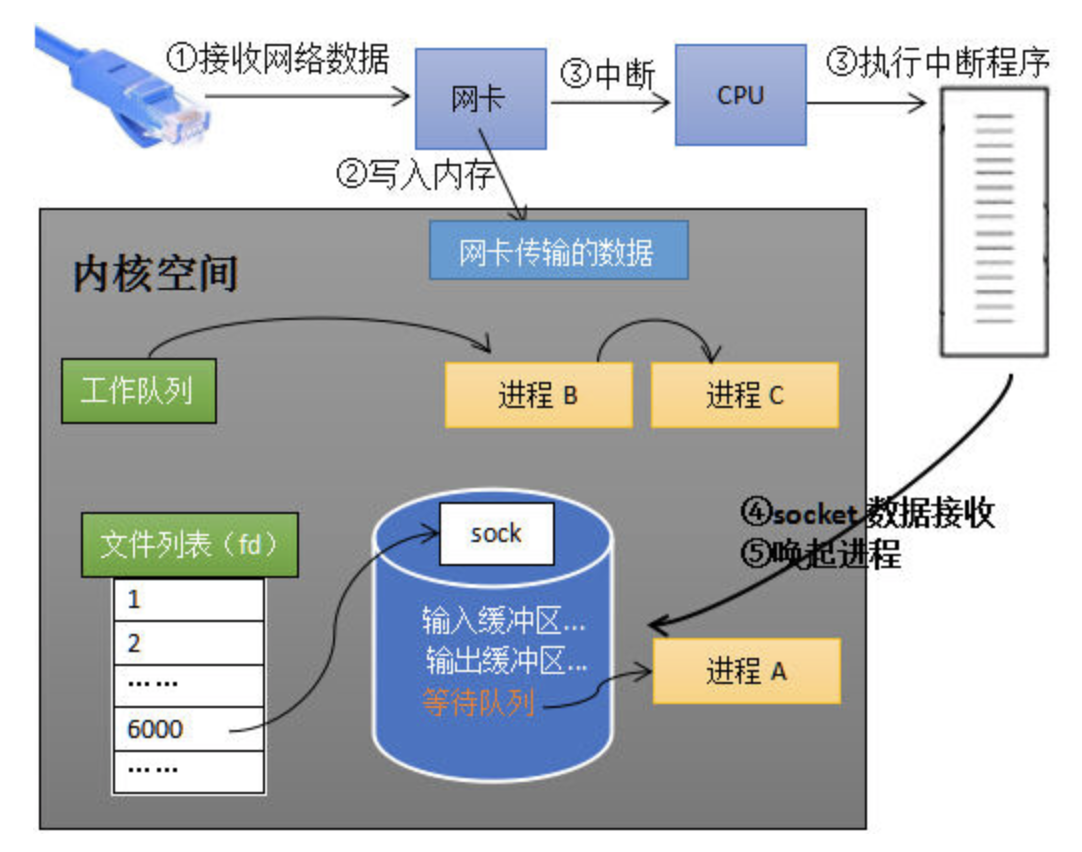 ①接收网络数据
网卡
③中断
CPU
③执行中断程序
②写入内存
网卡传输的数据
内核空间
工作队列
进程 B
进程 C
文件列表（fd）
1
2
……
6000
……
sock
输入缓冲区...
输出缓冲区...
等待队列
④socket 数据接收
⑤唤起进程
进程 A